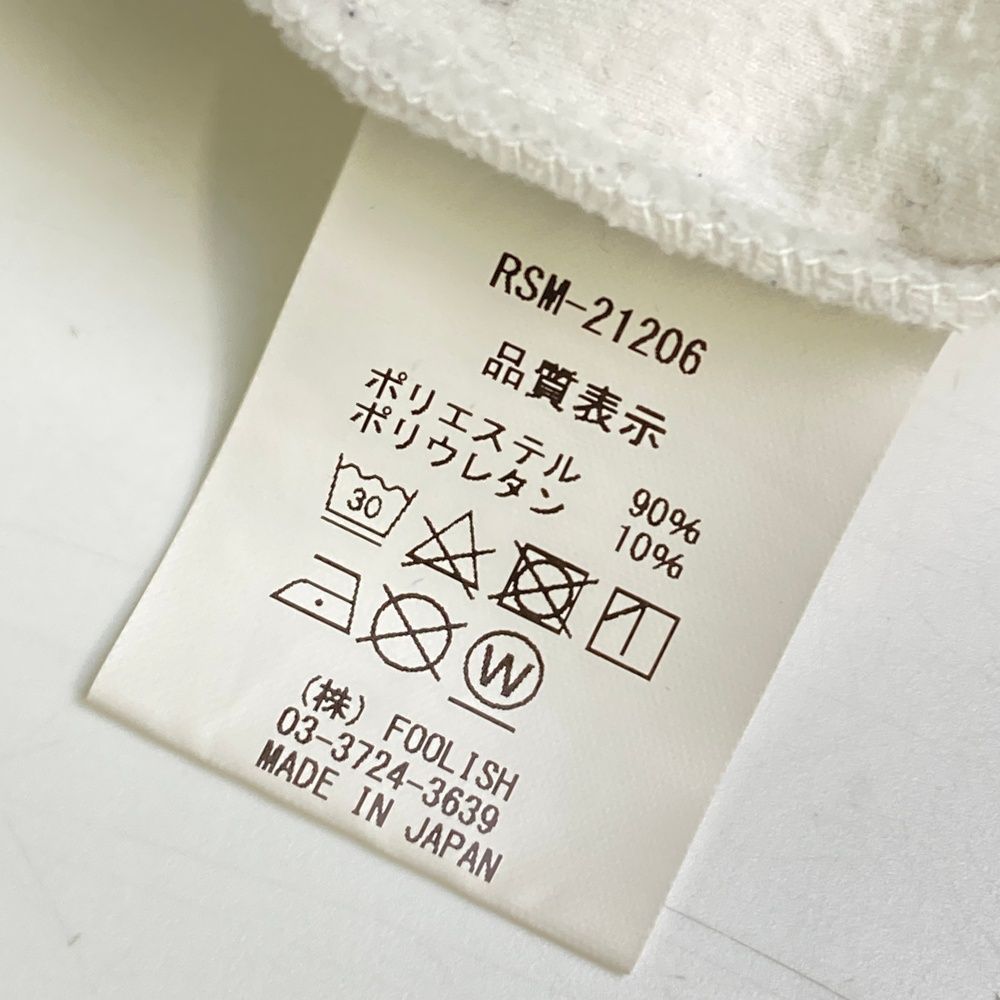 RSM-21206
品質表示
ポリエステル 90%
ポリウレタン 10%
30
W
(株) FOOLISH
03-3724-3639
MADE IN JAPAN